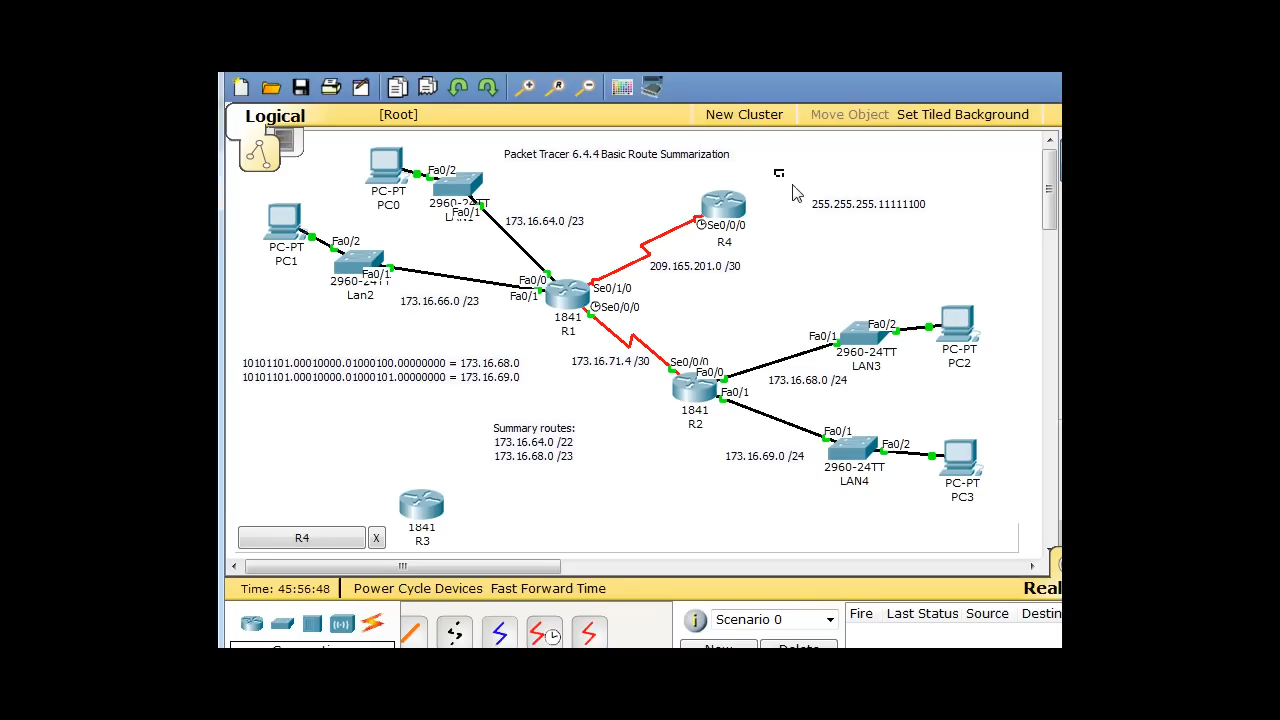 Logical
[Root]
New Cluster
Move Object
Set Tiled Background
Packet Tracer 6.4.4 Basic Route Summarization
Fa0/2
PC-PT
PC0
2960-24TT
Fa0/1
173.16.64.0 /23
Se0/0/0
R4
255.255.255.11111100
Fa0/2
PC-PT
PC1
Fa0/1
2960-24TT
Lan2
173.16.66.0 /23
209.165.201.0 /30
Fa0/0
Fa0/1
Se0/1/0
Se0/0/0
1841
R1
173.16.71.4 /30
Se0/0/0
Fa0/0
Fa0/1
1841
R2
Fa0/1
Fa0/2
2960-24TT
LAN3
PC-PT
PC2
173.16.68.0 /24
10101101.00010000.01000100.00000000 = 173.16.68.0
10101101.00010000.01000101.00000000 = 173.16.69.0
Summary routes:
173.16.64.0 /22
173.16.68.0 /23
Fa0/1
Fa0/2
173.16.69.0 /24
2960-24TT
LAN4
PC-PT
PC3
1841
R3
R4
X
Time: 45:56:48
Power Cycle Devices
Fast Forward Time
Real
Scenario 0
Fire
Last Status
Source
Destin
New
Delete